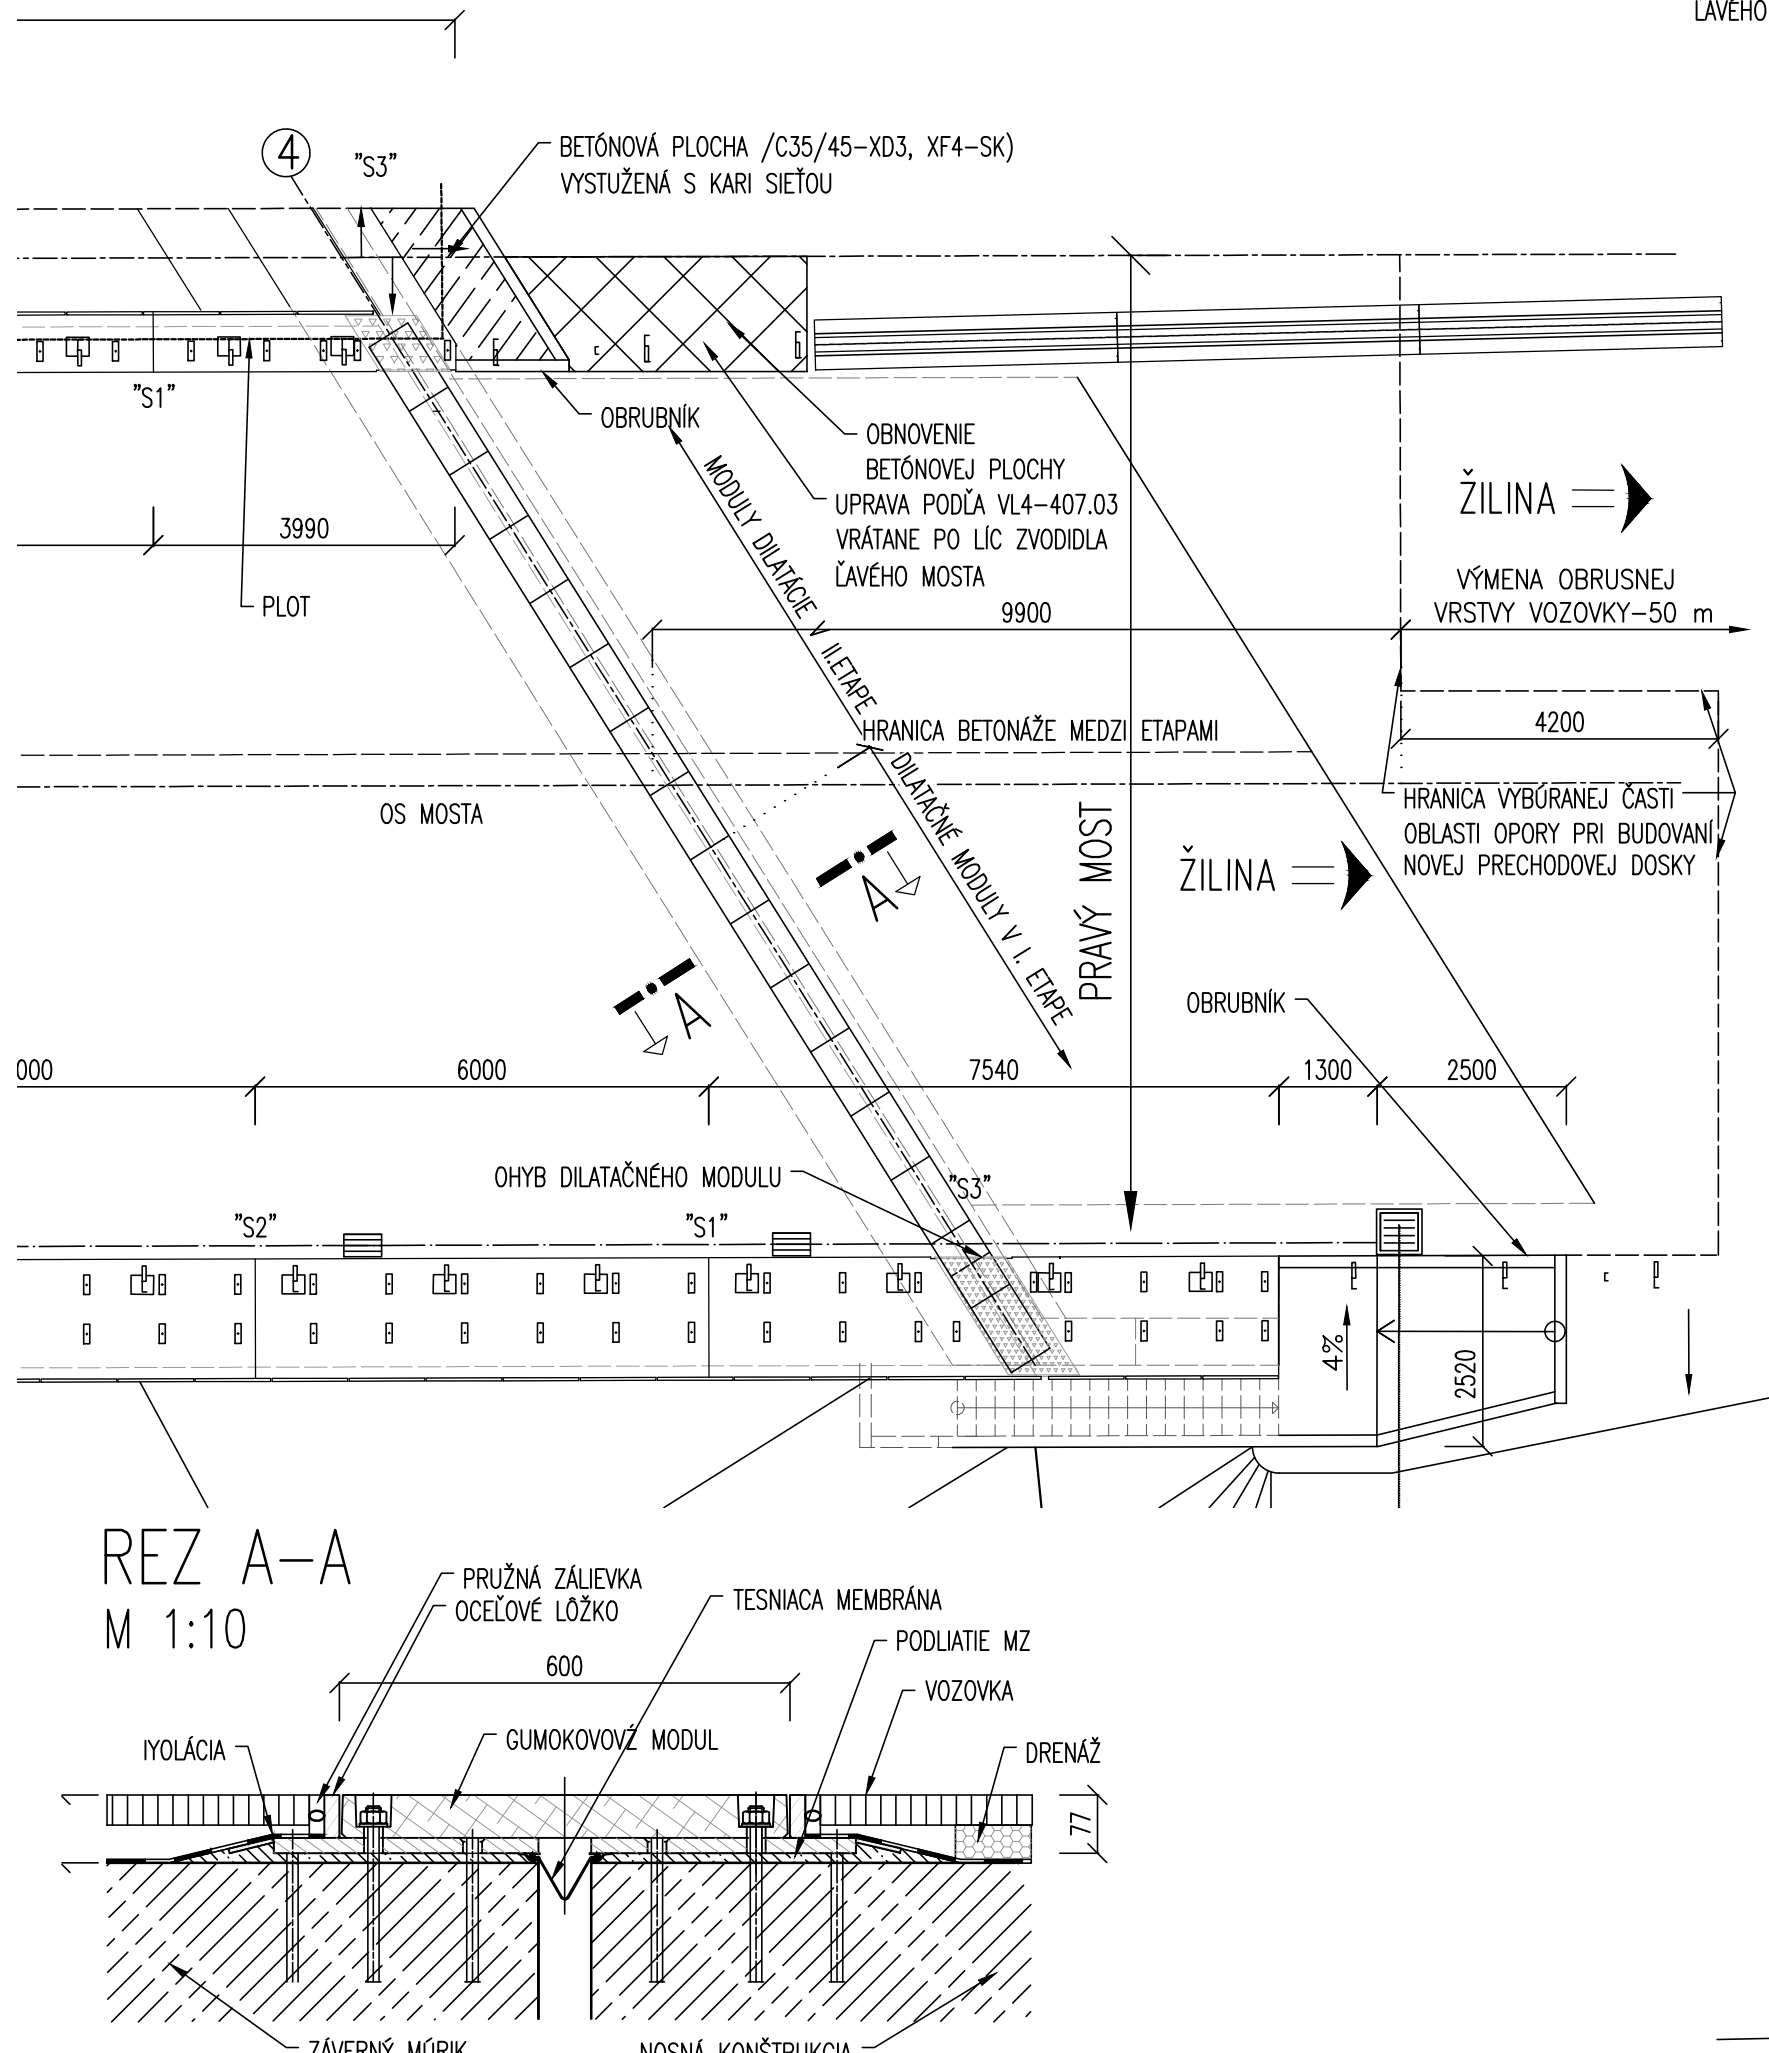 ĽAVÉHO
4
"S3"
BETÓNOVÁ PLOCHA /C35/45-XD3, XF4-SK)
VYSTUŽENÁ S KARI SIEŤOU
"S1"
OBRUBNÍK
OBNOVENIE
BETÓNOVEJ PLOCHY
UPRAVA PODĽA VL4-407.03
VRÁTANE PO LÍC ZVODIDLA
ĽAVÉHO MOSTA
MODULY DILATÁCIE V II.ETAPE
ŽILINA
3990
PLOT
VÝMENA OBRUSNEJ
VRSTVY VOZOVKY-50 m
9900
4200
HRANICA BETONÁŽE MEDZI ETAPAMI
OS MOSTA
DILATAČNÉ MODULY V I. ETAPE
HRANICA VYBÚRANEJ ČASTI
OBLASTI OPORY PRI BUDOVANÍ
NOVEJ PRECHODOVEJ DOSKY
PRAVÝ MOST
ŽILINA
A
A
OBRUBNÍK
000
6000
7540
1300
2500
OHYB DILATAČNÉHO MODULU
"S3"
"S2"
"S1"
4%
2520
REZ A-A
M 1:10
PRUŽNÁ ZÁLIEVKA
OCEĽOVÉ LÔŽKO
TESNIACA MEMBRÁNA
PODLIATIE MZ
600
VOZOVKA
IYOLÁCIA
GUMOKOVOVŹ MODUL
DRENÁŽ
77
ZÁVERNÝ MÚRIK
NOSNÁ KONŠTRUKCIA